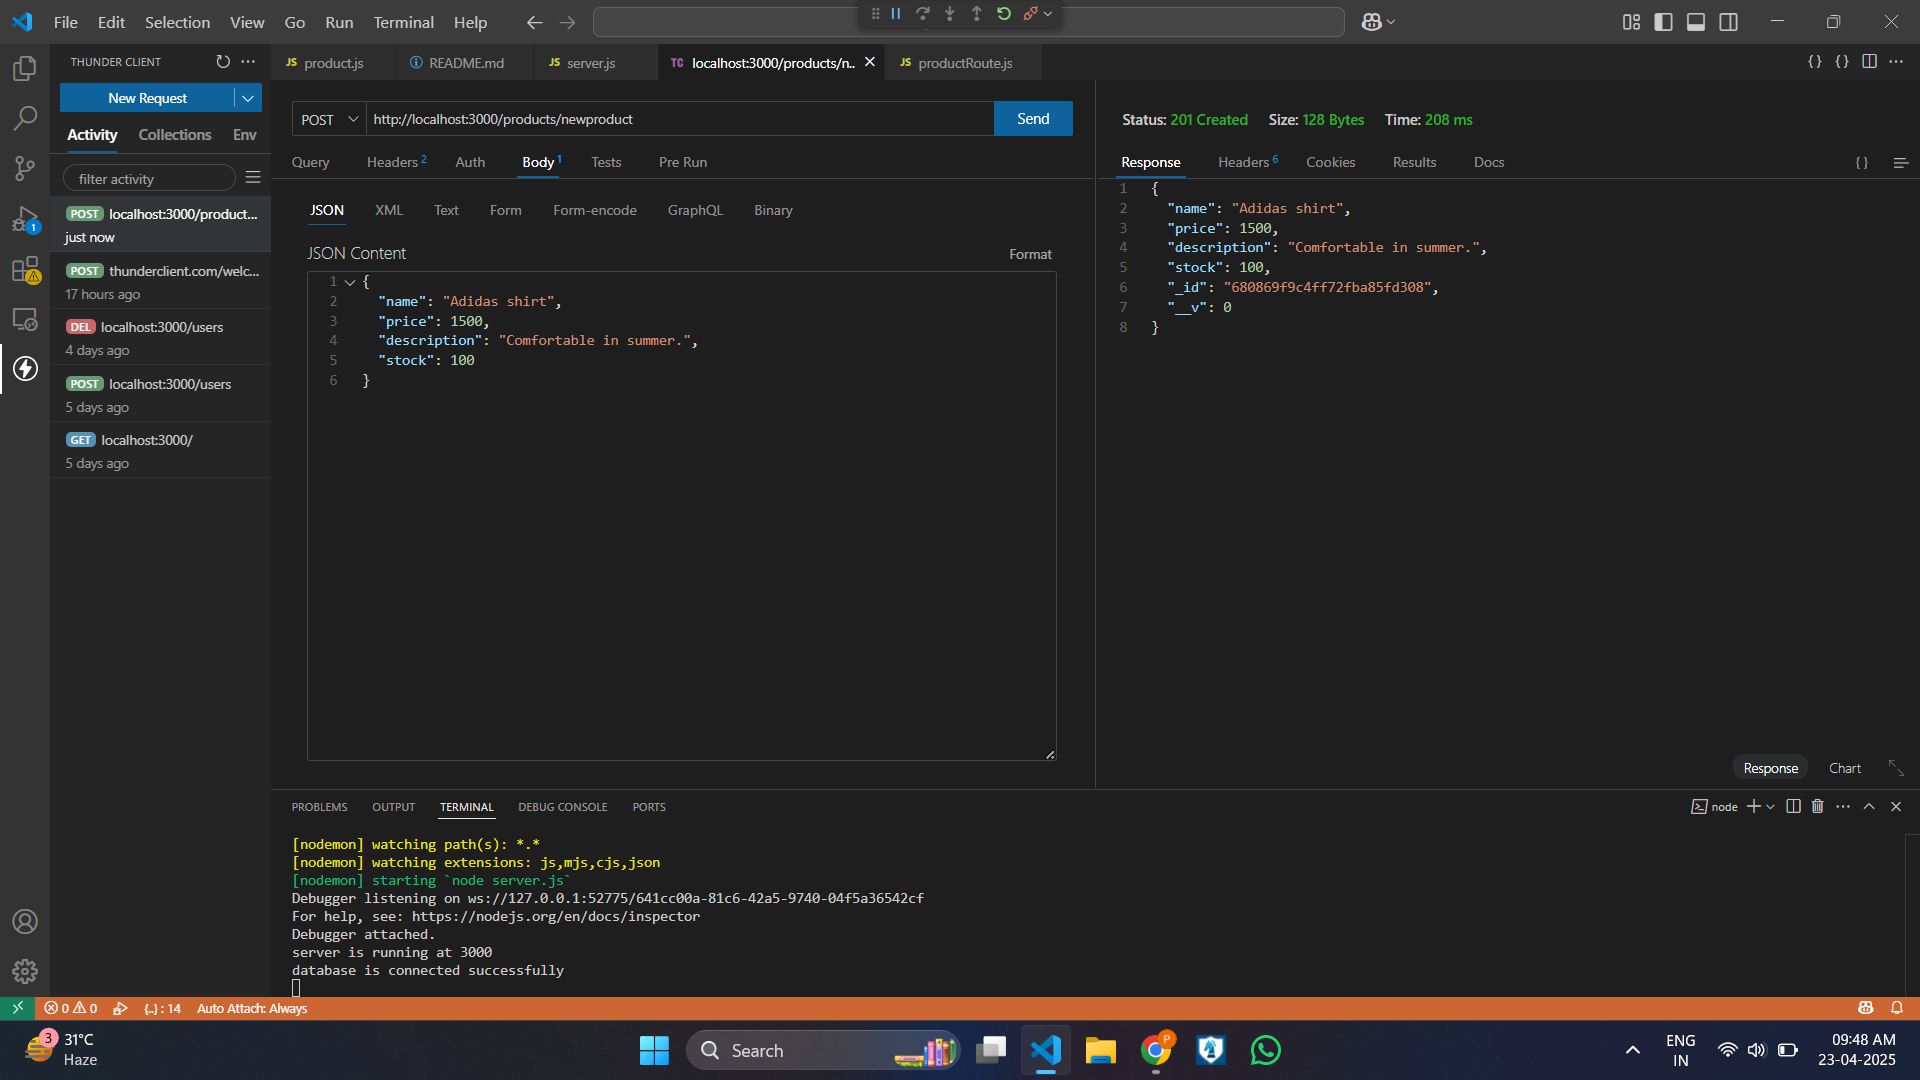 File Edit Selection View Go Run Terminal Help
THUNDER CLIENT
New Request
Activity Collections Env
filter activity
POST localhost:3000/product...
just now
POST thunderclient.com/welc...
17 hours ago
DEL localhost:3000/users
4 days ago
POST localhost:3000/users
5 days ago
GET localhost:3000/
5 days ago
1
JS product.js README.md JS server.js TC localhost:3000/products/n.. JS productRoute.js
POST http://localhost:3000/products/newproduct Send
Query Headers 2 Auth Body 1 Tests Pre Run
JSON XML Text Form Form-encode GraphQL Binary
JSON Content Format
1 {
2 "name": "Adidas shirt",
3 "price": 1500,
4 "description": "Comfortable in summer.",
5 "stock": 100
6 }
Status: 201 Created Size: 128 Bytes Time: 208 ms
Response Headers 6 Cookies Results Docs { }
1 {
2 "name": "Adidas shirt",
3 "price": 1500,
4 "description": "Comfortable in summer.",
5 "stock": 100,
6 "_id": "680869f9c4ff72fba85fd308",
7 "__v": 0
8 }
Response Chart
PROBLEMS OUTPUT TERMINAL DEBUG CONSOLE PORTS
node
[nodemon] watching path(s): *.*
[nodemon] watching extensions: js,mjs,cjs,json
[nodemon] starting `node server.js`
Debugger listening on ws://127.0.0.1:52775/641cc00a-81c6-42a5-9740-04f5a36542cf
For help, see: https://nodejs.org/en/docs/inspector
Debugger attached.
server is running at 3000
database is connected successfully
0 0 {..} : 14 Auto Attach: Always
3 31°C
Haze
Search
P
ENG
IN
09:48 AM
23-04-2025